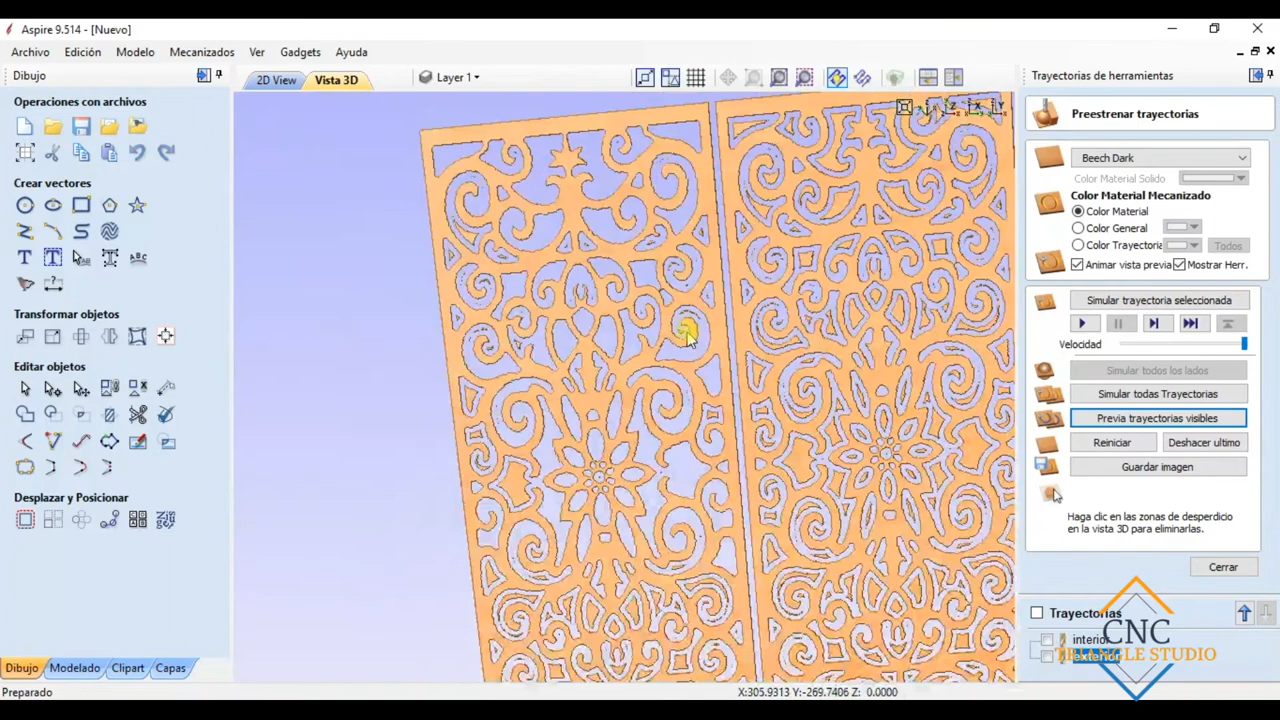 Aspire 9.514 - [Nuevo]
Archivo Edición Modelo Mecanizados Ver Gadgets Ayuda
Dibujo
2D View Vista 3D
Layer 1
Trayectorias de herramientas
Operaciones con archivos
Crear vectores
Transformar objetos
Editar objetos
Desplazar y Posicionar
Dibujo Modelado Clipart Capas
Preparado
X:305.9313 Y:-269.7406 Z: 0.0000
Preestrenar trayectorias
Beech Dark
Color Material Solido
Color Material Mecanizado
Color Material
Color General
Color Trayectoria
Todos
Animar vista previa Mostrar Herr.
Simular trayectoria seleccionada
Velocidad
Simular todos los lados
Simular todas Trayectorias
Previa trayectorias visibles
Reiniciar Deshacer ultimo
Guardar imagen
Haga clic en las zonas de desperdicio
en la vista 3D para eliminarlas.
Cerrar
Trayectorias
interior
exterior
CNC
TRIANGLE STUDIO